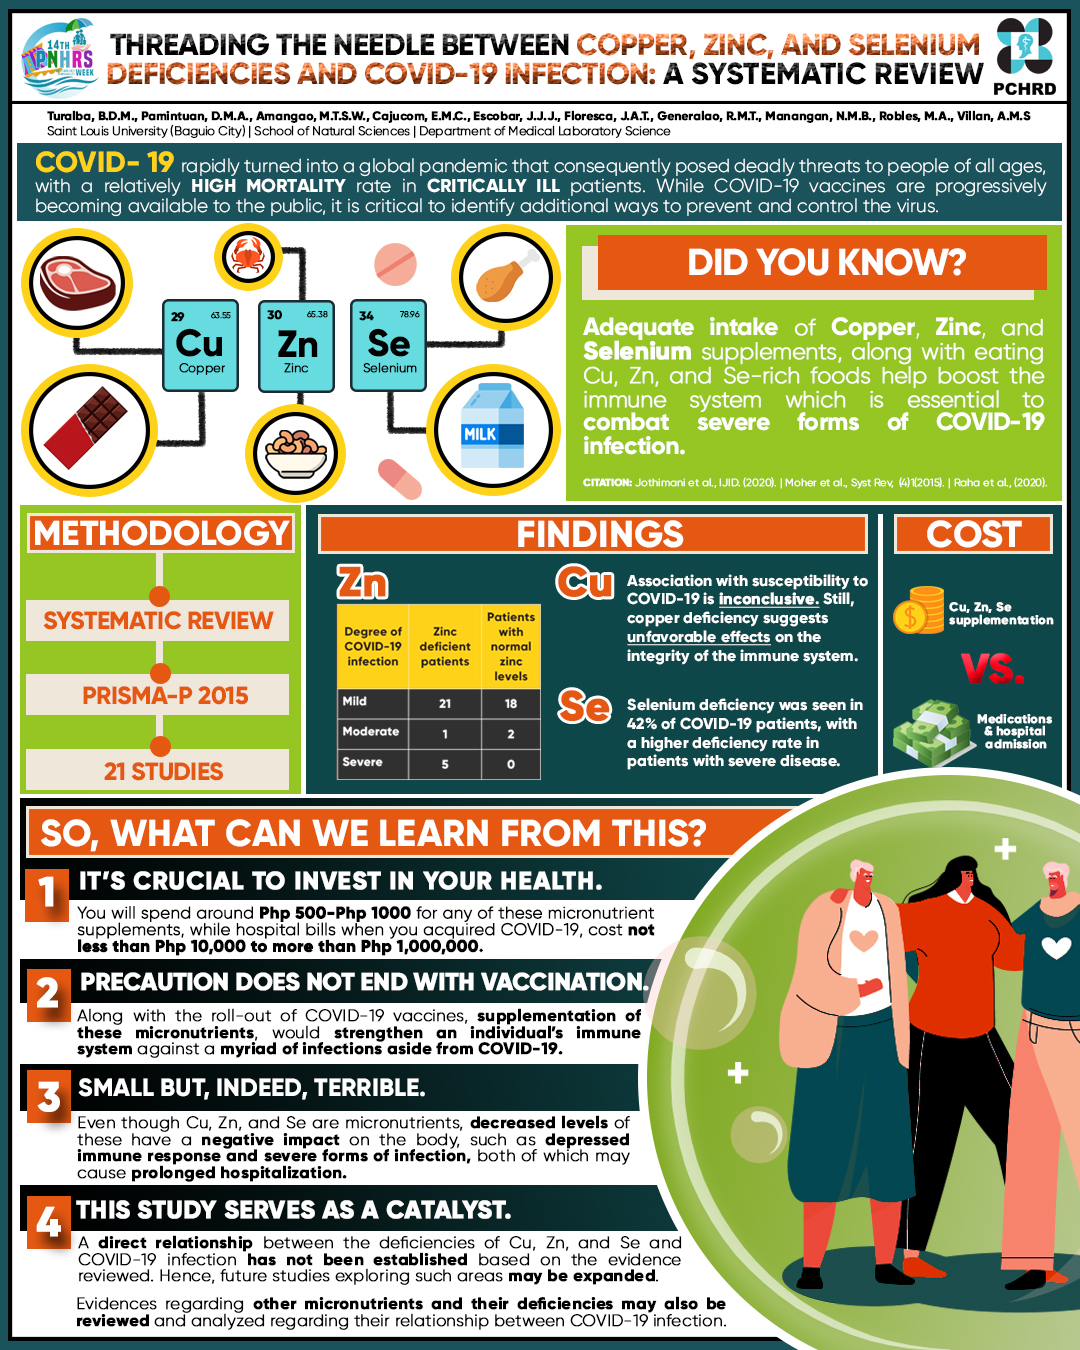 14TH
PNHRS
WEEK
THREADING THE NEEDLE BETWEEN COPPER, ZINC, AND SELENIUM
DEFICIENCIES AND COVID-19 INFECTION: A SYSTEMATIC REVIEW
PCHRD
Turalba, B.D.M., Pamintuan, D.M.A., Amangao, M.T.S.W., Cajucom, E.M.C., Escobar, J.J.J., Floresca, J.A.T., Generalao, R.M.T., Manangan, N.M.B., Robles, M.A., Villan, A.M.S
Saint Louis University (Baguio City) | School of Natural Sciences | Department of Medical Laboratory Science
COVID- 19 rapidly turned into a global pandemic that consequently posed deadly threats to people of all ages,
with a relatively HIGH MORTALITY rate in CRITICALLY ILL patients. While COVID-19 vaccines are progressively
becoming available to the public, it is critical to identify additional ways to prevent and control the virus.
29 63.55
Cu
Copper
30 65.38
Zn
Zinc
34 78.96
Se
Selenium
MILK
DID YOU KNOW?
Adequate intake of Copper, Zinc, and
Selenium supplements, along with eating
Cu, Zn, and Se-rich foods help boost the
immune system which is essential to
combat severe forms of COVID-19
infection.
CITATION: Jothimani et al., IJID. (2020). | Moher et al., Syst Rev, (4)1(2015). | Raha et al., (2020).
METHODOLOGY
SYSTEMATIC REVIEW
PRISMA-P 2015
21 STUDIES
FINDINGS
Zn
Degree of COVID-19 infection
Zinc deficient patients
Patients with normal zinc levels
Mild 21 18
Moderate 1 2
Severe 5 0
Cu
Association with susceptibility to
COVID-19 is inconclusive. Still,
copper deficiency suggests
unfavorable effects on the
integrity of the immune system.
Se
Selenium deficiency was seen in
42% of COVID-19 patients, with
a higher deficiency rate in
patients with severe disease.
COST
Cu, Zn, Se
supplementation
VS.
Medications
& hospital
admission
SO, WHAT CAN WE LEARN FROM THIS?
1 IT'S CRUCIAL TO INVEST IN YOUR HEALTH.
You will spend around Php 500-Php 1000 for any of these micronutrient
supplements, while hospital bills when you acquired COVID-19, cost not
less than Php 10,000 to more than Php 1,000,000.
2 PRECAUTION DOES NOT END WITH VACCINATION.
Along with the roll-out of COVID-19 vaccines, supplementation of
these micronutrients, would strengthen an individual's immune
system against a myriad of infections aside from COVID-19.
3 SMALL BUT, INDEED, TERRIBLE.
Even though Cu, Zn, and Se are micronutrients, decreased levels of
these have a negative impact on the body, such as depressed
immune response and severe forms of infection, both of which may
cause prolonged hospitalization.
4 THIS STUDY SERVES AS A CATALYST.
A direct relationship between the deficiencies of Cu, Zn, and Se and
COVID-19 infection has not been established based on the evidence
reviewed. Hence, future studies exploring such areas may be expanded.
Evidences regarding other micronutrients and their deficiencies may also be
reviewed and analyzed regarding their relationship between COVID-19 infection.